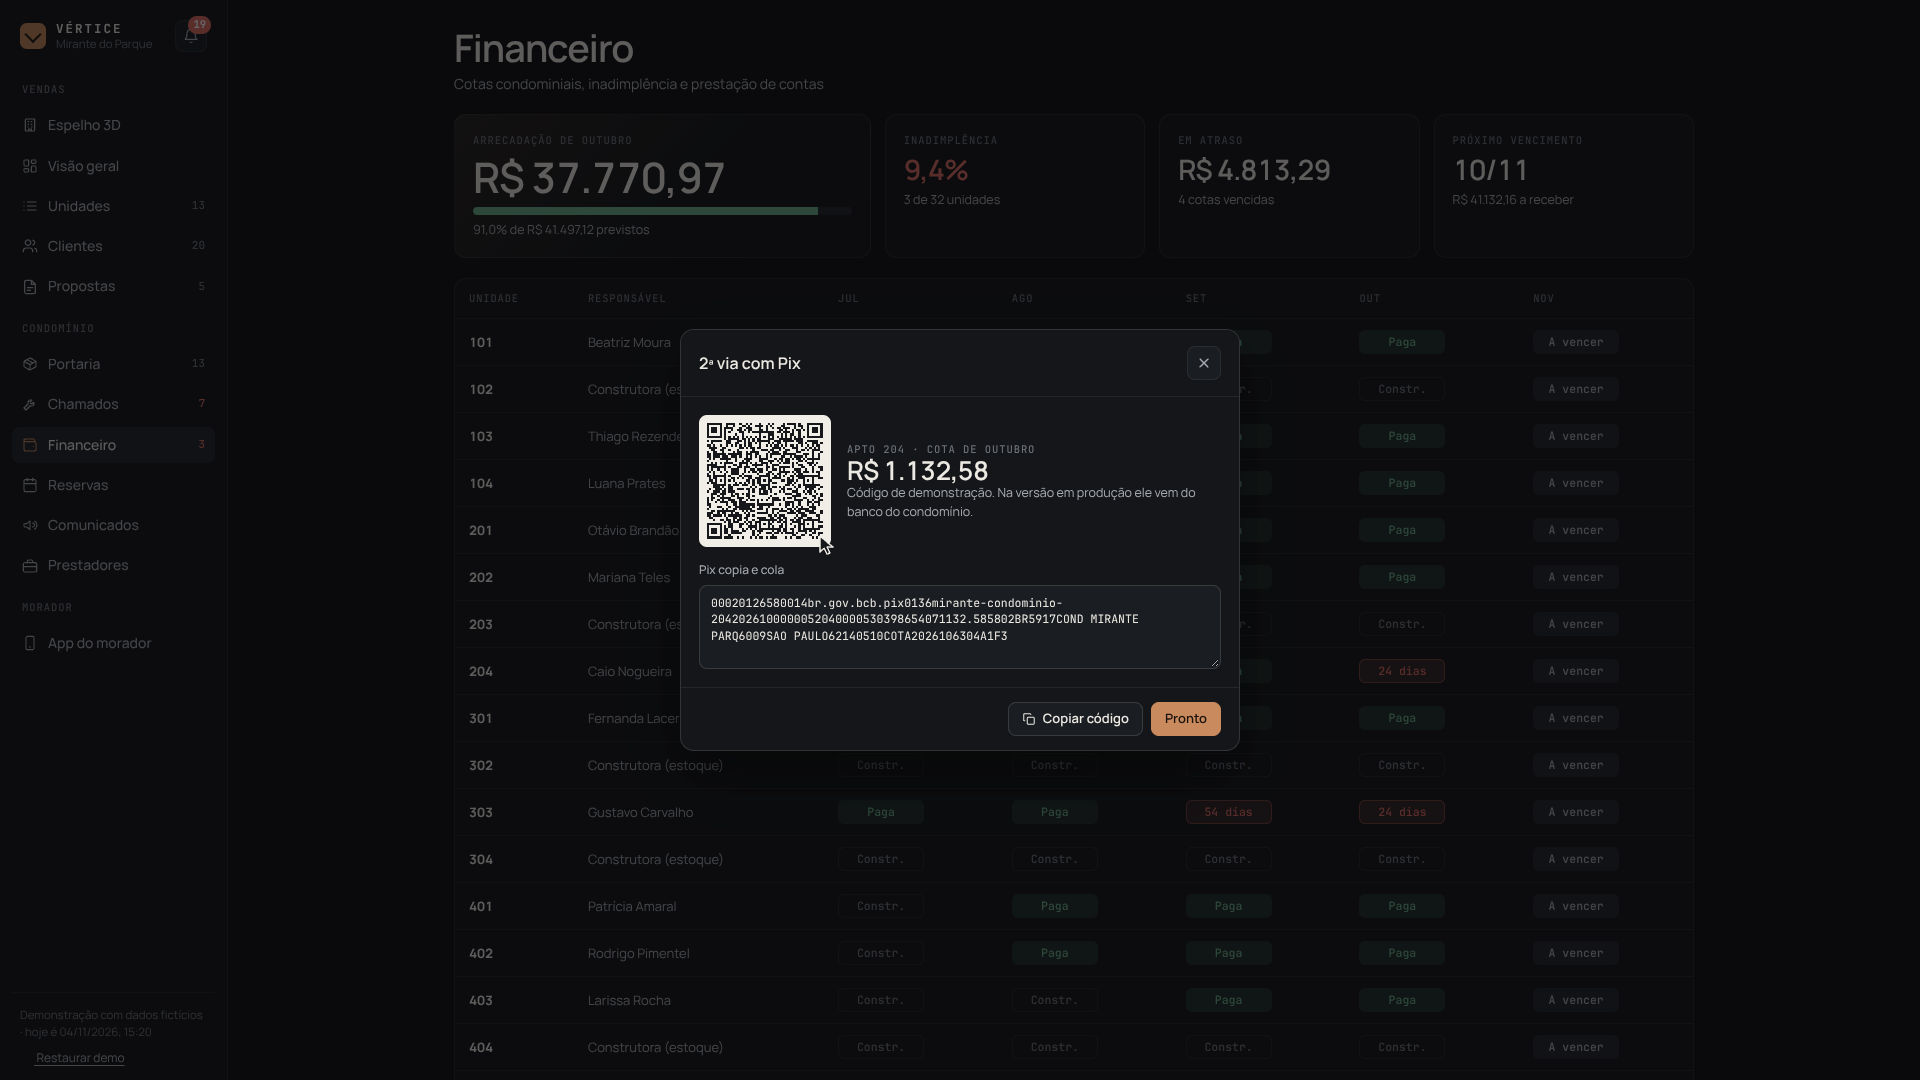 VÉRTICE
Mirante do Parque
19
VENDAS
Espelho 3D
Visão geral
Unidades 13
Clientes 20
Propostas 5
CONDOMÍNIO
Portaria 13
Chamados 7
Financeiro 3
Reservas
Comunicados
Prestadores
MORADOR
App do morador
Demonstração com dados fictícios
· hoje é 04/11/2026, 15:20
Restaurar demo
Financeiro
Cotas condominiais, inadimplência e prestação de contas
ARRECADAÇÃO DE OUTUBRO
R$ 37.770,97
91,0% de R$ 41.497,12 previstos
INADIMPLÊNCIA
9,4%
3 de 32 unidades
EM ATRASO
R$ 4.813,29
4 cotas vencidas
PRÓXIMO VENCIMENTO
10/11
R$ 41.132,16 a receber
UNIDADE RESPONSÁVEL JUL AGO SET OUT NOV
101 Beatriz Moura Paga A vencer
102 Construtora Constr. A vencer
103 Thiago Rezende Paga A vencer
104 Luana Prates Paga A vencer
201 Otávio Brandão Paga A vencer
202 Mariana Teles Paga A vencer
203 Construtora Constr. A vencer
204 Caio Nogueira 24 dias A vencer
301 Fernanda Paga A vencer
302 Construtora (estoque) Constr. Constr. Constr. Constr. A vencer
303 Gustavo Carvalho Paga Paga 54 dias 24 dias A vencer
304 Construtora (estoque) Constr. Constr. Constr. Constr. A vencer
401 Patrícia Amaral Constr. Paga Paga Paga A vencer
402 Rodrigo Pimentel Constr. Paga Paga Paga A vencer
403 Larissa Rocha Constr. Constr. Paga Paga A vencer
404 Construtora (estoque) Constr. Constr. Constr. Constr. A vencer
2ª via com Pix
APTO 204 · COTA DE OUTUBRO
R$ 1.132,58
Código de demonstração. Na versão em produção ele vem do
banco do condomínio.
Pix copia e cola
00020126580014br.gov.bcb.pix0136mirante-condominio-
2042026100000052040000530398654071132.585802BR5917COND MIRANTE
PARQ6009SAO PAULO62140510COTA2026106304A1F3
Copiar código
Pronto